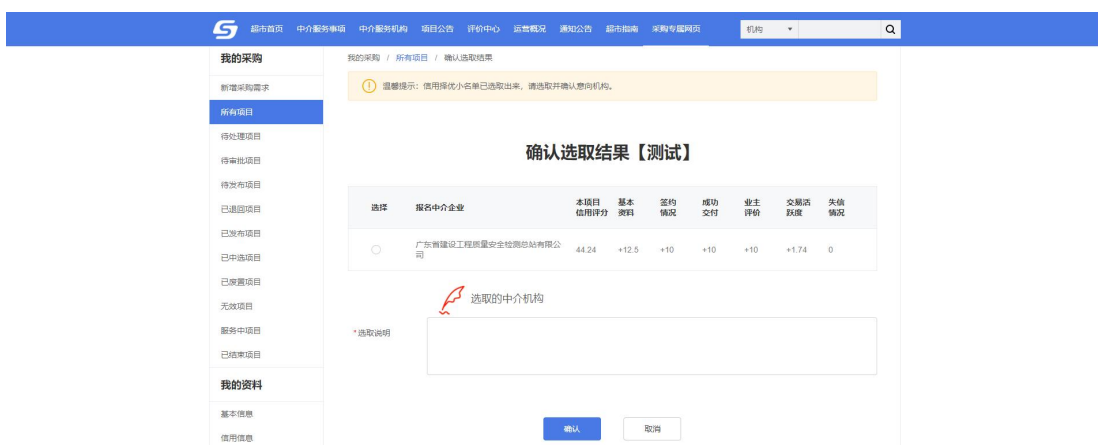 超市首页 中介服务事项 中介服务机构 项目公告 评价中心 运营概况 通知公告 超市指南 采购专属网页 机构
我的采购
新增采购需求
所有项目
待处理项目
待审批项目
待发布项目
已退回项目
已发布项目
已中选项目
已废置项目
无效项目
服务中项目
已结束项目
我的资料
基本信息
信用信息
我的采购 / 所有项目 / 确认选取结果
温馨提示：信用择优小名单已选取出来，请选取并确认意向机构。
确认选取结果【测试】
选择 报名中介企业 本项目信用评分 基本资料 签约情况 成功交付 业主评价 交易活跃度 失信情况
广东省建设工程质量安全检测总站有限公司 44.24 +12.5 +10 +10 +10 +1.74 0
选取的中介机构
*选取说明
确认 取消